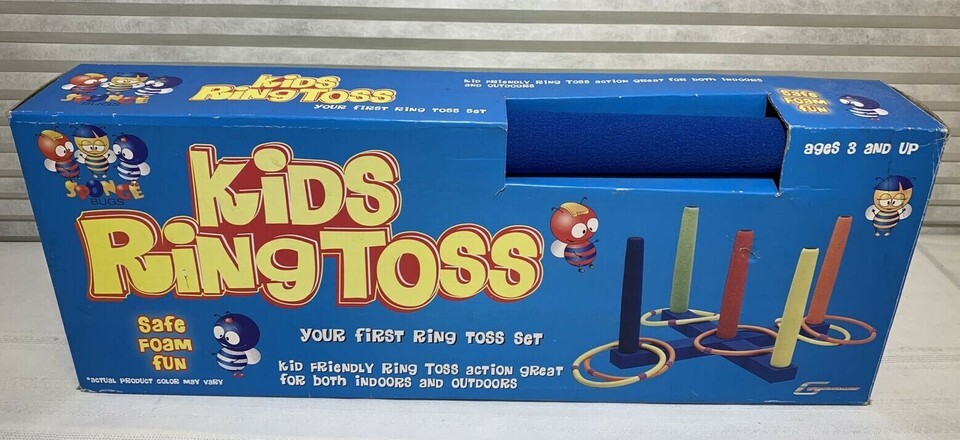 SPONGE
KiDS
RiNgToss
YOUR FIRST RING TOSS SET
KiD FRiENDLY RiNg Toss ACTiON gREAT FOR BOTH iNDOORS
AND OUTDOORS
Safe
FOAM
fUN
ageS 3 AND UP
SPONGE
BUGS
KiDS
RiNgToss
Safe
FOAM
fUN
YOUR FiRST RiNg Toss SeT
KiD FRiENDLY RiNg Toss ACTiON gReAT
FOR BOTH iNDOORS AND OUTDOORS
*ACTUAL PRODUCT COLOR MAY VARY